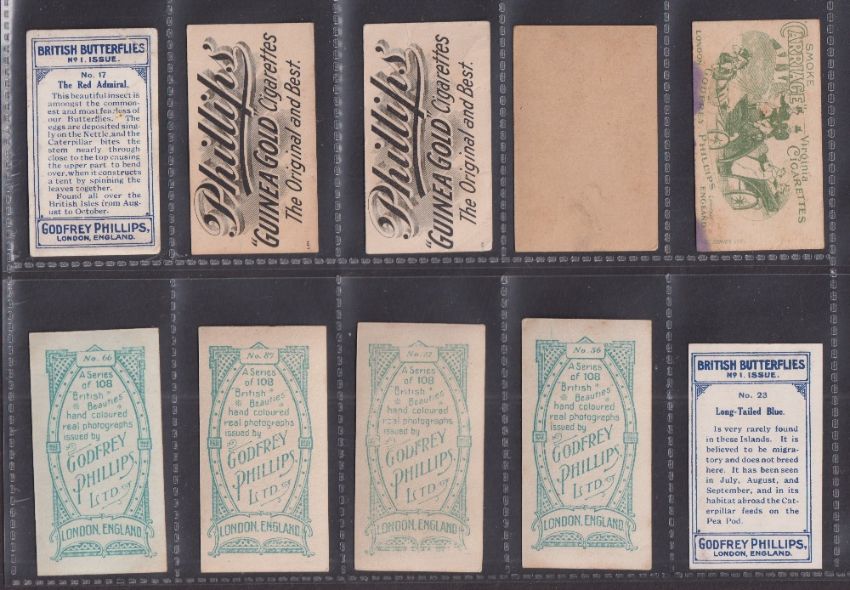 BRITISH BUTTERFLIES
No 1. ISSUE.
No. 17
The Red Admiral.
This beautiful insect is
amongst the common-
est and most fearless of
our Butterflies. The
eggs are deposited sing-
ly on the Nettle, and the
Caterpillar bites the
stem nearly through
close to the top causing
the upper part to bend
over, when it constructs
a tent by spinning the
leaves together.
Found all over the
British Isles from Aug-
ust to October.
GODFREY PHILLIPS,
LONDON, ENGLAND.
Phillips'
"GUINEA GOLD" Cigarettes
The Original and Best.
Phillips'
"GUINEA GOLD" Cigarettes
The Original and Best.
SMOKE
"CARRIAGE"
Virginia
CIGARETTES
LONDON,
PHILLIPS
ENGLAND
No. 66
A Series
of 108
"British
Beauties"
hand coloured
real photographs
issued by
GODFREY
PHILLIPS,
LTD.
LONDON, ENGLAND.
No. 87
A Series
of 108
"British
Beauties"
hand coloured
real photographs
issued by
GODFREY
PHILLIPS,
LTD.
LONDON, ENGLAND.
A Series
of 108
"British
Beauties"
hand coloured
real photographs
issued by
GODFREY
PHILLIPS,
LTD.
LONDON, ENGLAND.
No. 36
A Series
of 108
"British
Beauties"
hand coloured
real photographs
issued by
GODFREY
PHILLIPS,
LTD.
LONDON, ENGLAND.
BRITISH BUTTERFLIES
No 1. ISSUE.
No. 23
Long-Tailed Blue.
Is very rarely found
in these Islands. It is
believed to be migra-
tory and does not breed
here. It has been seen
in July, August, and
September, and in its
habitat abroad the Cat-
erpillar feeds on the
Pea Pod.
GODFREY PHILLIPS,
LONDON, ENGLAND.